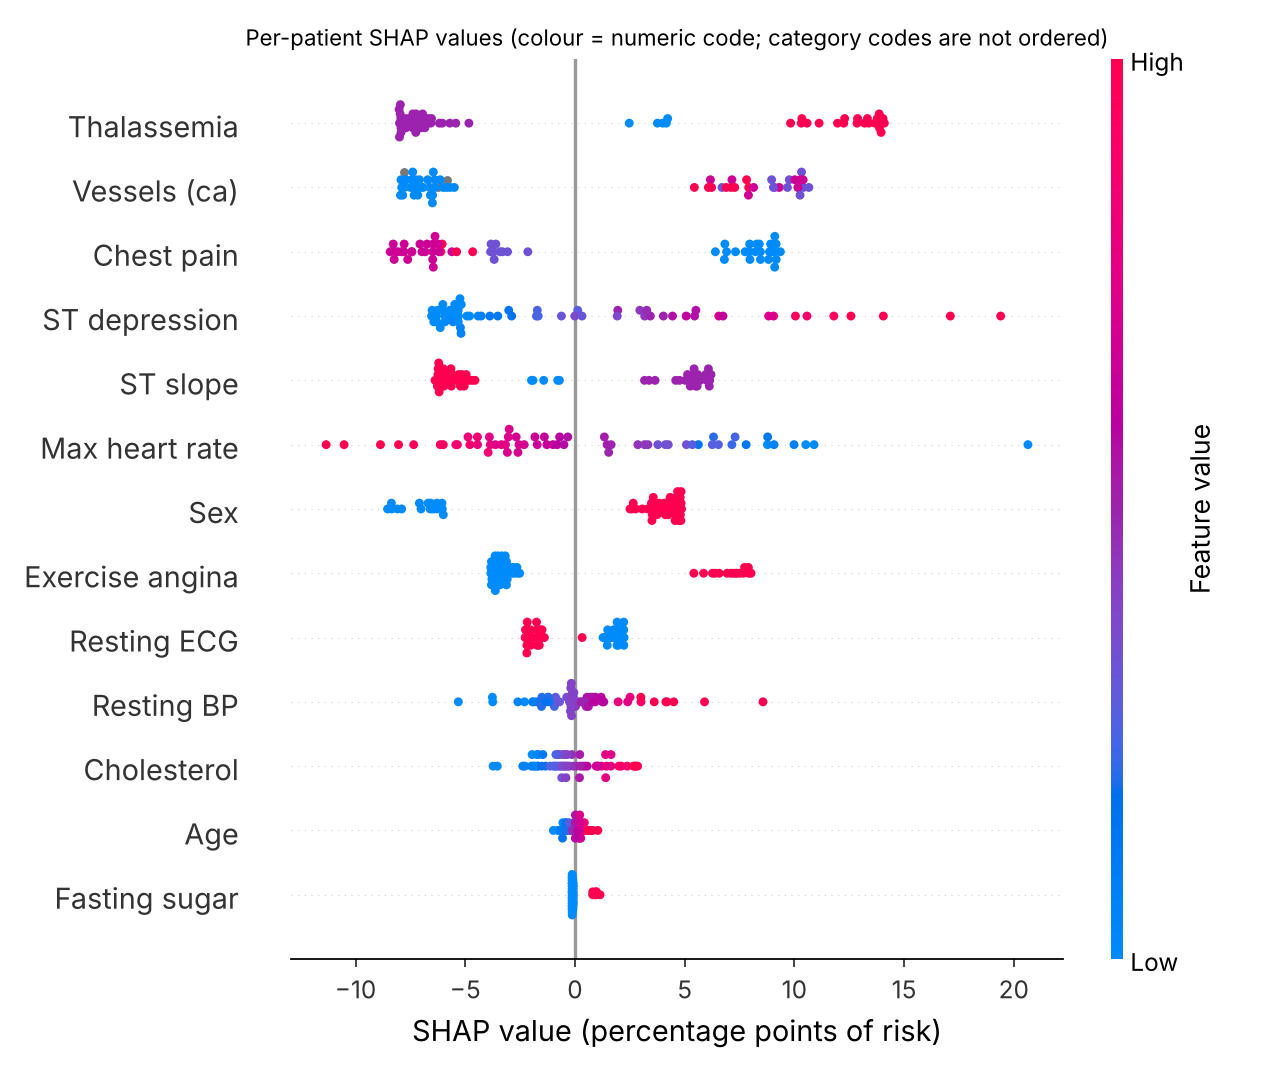 Per-patient SHAP values (colour = numeric code; category codes are not ordered)
High
Thalassemia
Vessels (ca)
Chest pain
ST depression
ST slope
Max heart rate
Sex
Exercise angina
Resting ECG
Resting BP
Cholesterol
Age
Fasting sugar
Feature value
Low
−10 −5 0 5 10 15 20
SHAP value (percentage points of risk)